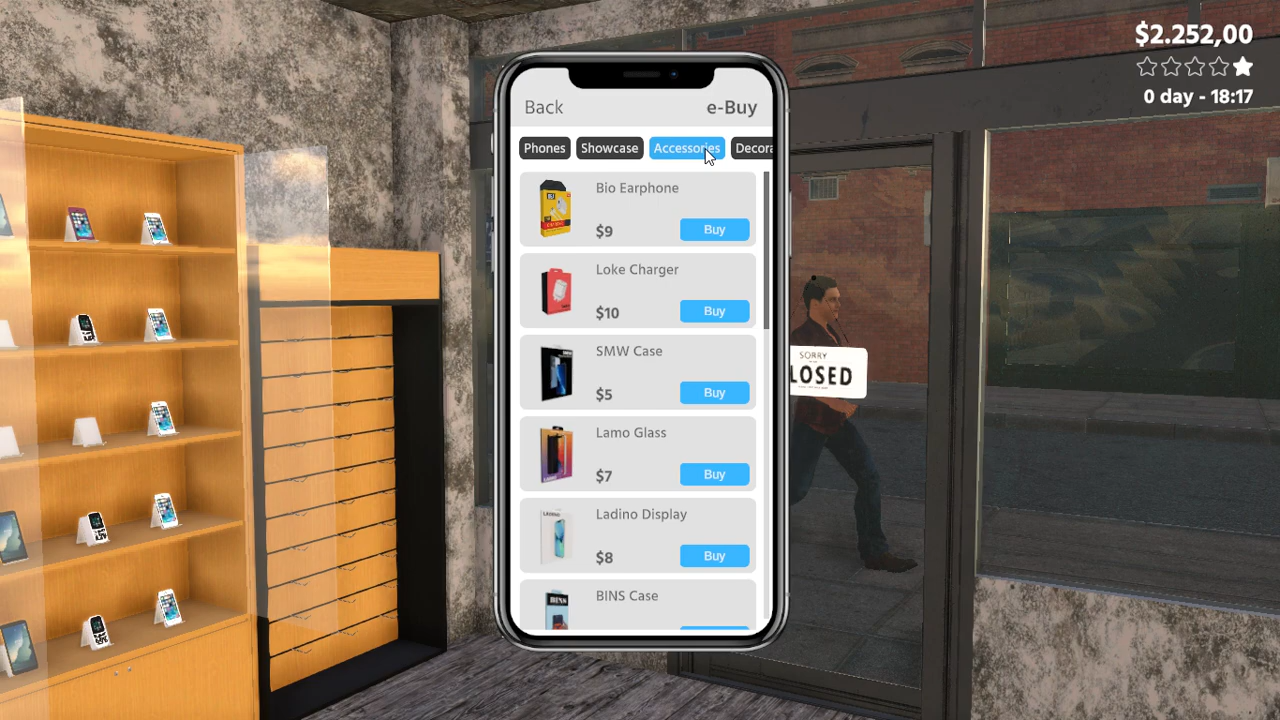 $2.252,00
0 day - 18:17
Back
e-Buy
Phones
Showcase
Accessories
Decora
Bio Earphone
$9
Buy
Loke Charger
$10
Buy
SMW Case
$5
Buy
Lamo Glass
$7
Buy
Ladino Display
$8
Buy
BINS Case
BINS
SORRY
LOSED